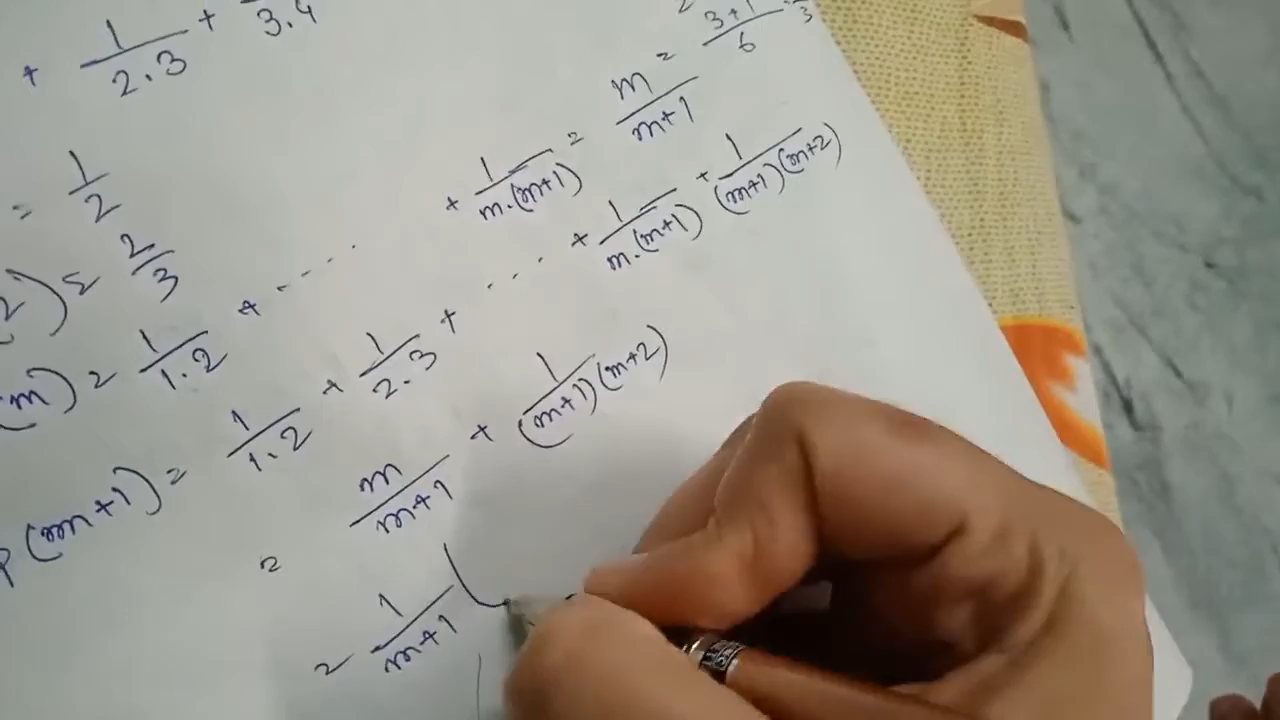 + 1/2.3 + /3.4
= 3+1/6 = /3
= 1/2
2) = 2/3
(m) = 1/1.2 + ..... + 1/m.(m+1) = m/m+1
P(m+1) = 1/1.2 + 1/2.3 + ..... + 1/m.(m+1) + 1/(m+1)(m+2)
= m/m+1 + 1/(m+1)(m+2)
= 1/m+1 (